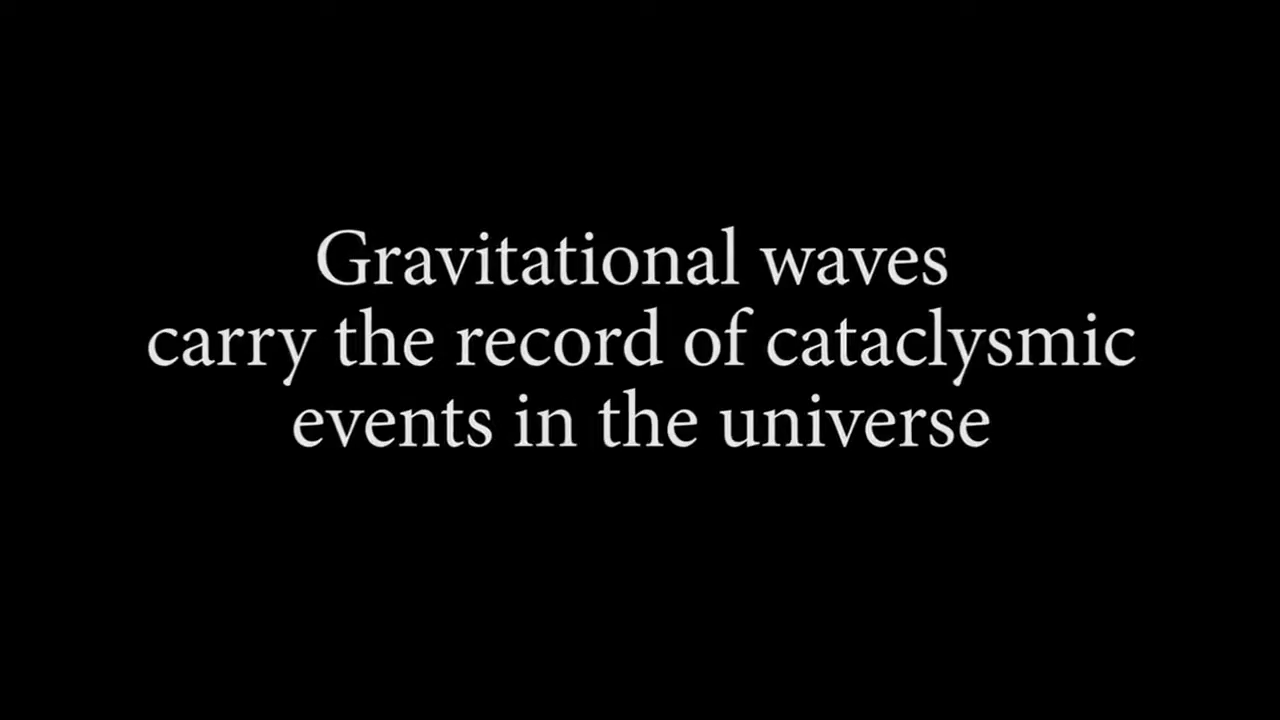 Gravitational waves
carry the record of cataclysmic
events in the universe